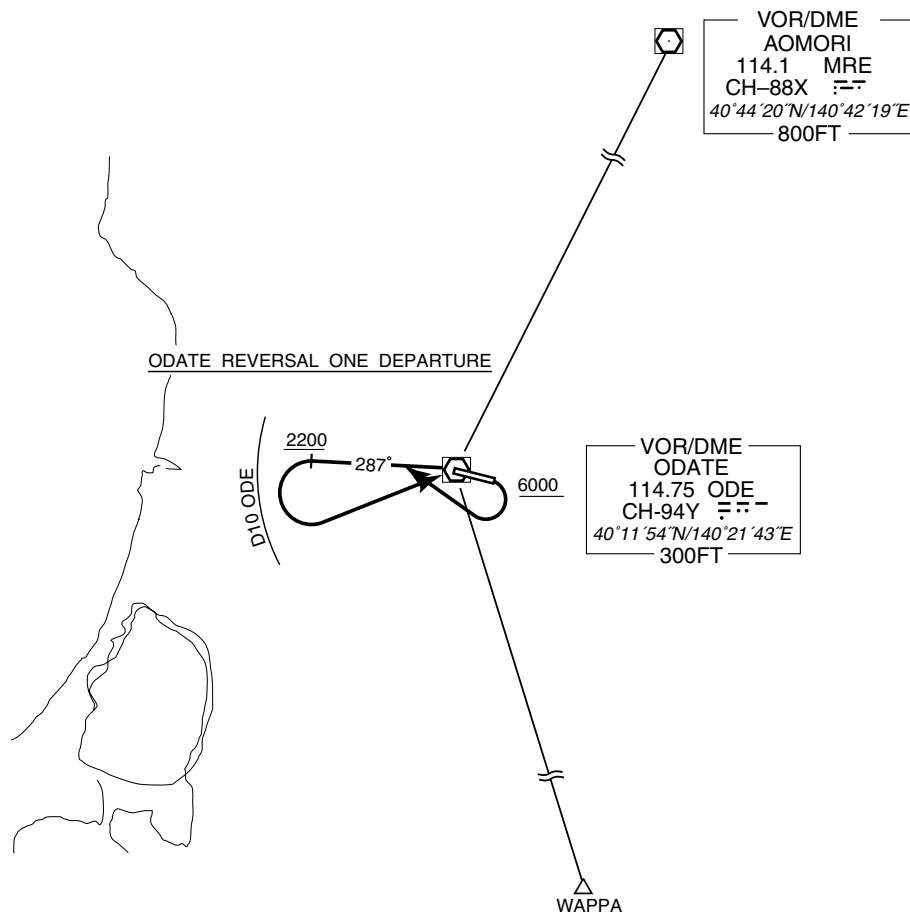 VOR/DME
AOMORI
114.1 MRE
CH–88X
40°44´20˝N/140°42´19˝E
800FT
ODATE REVERSAL ONE DEPARTURE
2200
287°
6000
D10 ODE
VOR/DME
ODATE
114.75 ODE
CH-94Y
40°11´54˝N/140°21´43˝E
300FT
WAPPA